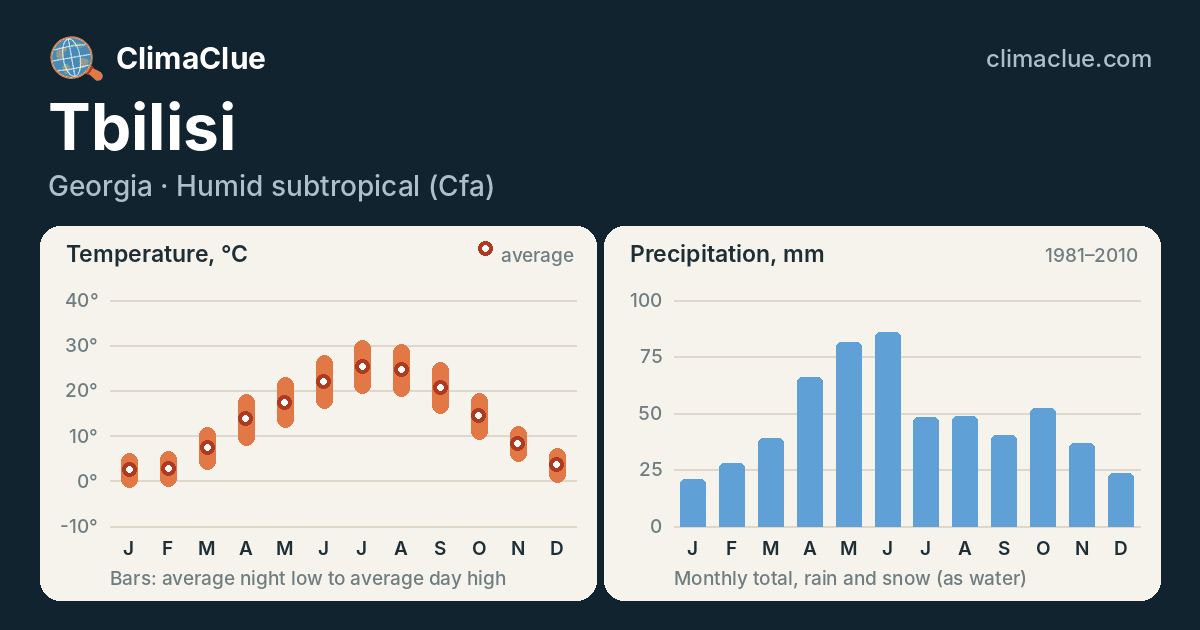 ClimaClue
climaclue.com
Tbilisi
Georgia · Humid subtropical (Cfa)
Temperature, °C
average
40°
30°
20°
10°
0°
-10°
J F M A M J J A S O N D
Bars: average night low to average day high
Precipitation, mm
1981–2010
100
75
50
25
0
J F M A M J J A S O N D
Monthly total, rain and snow (as water)